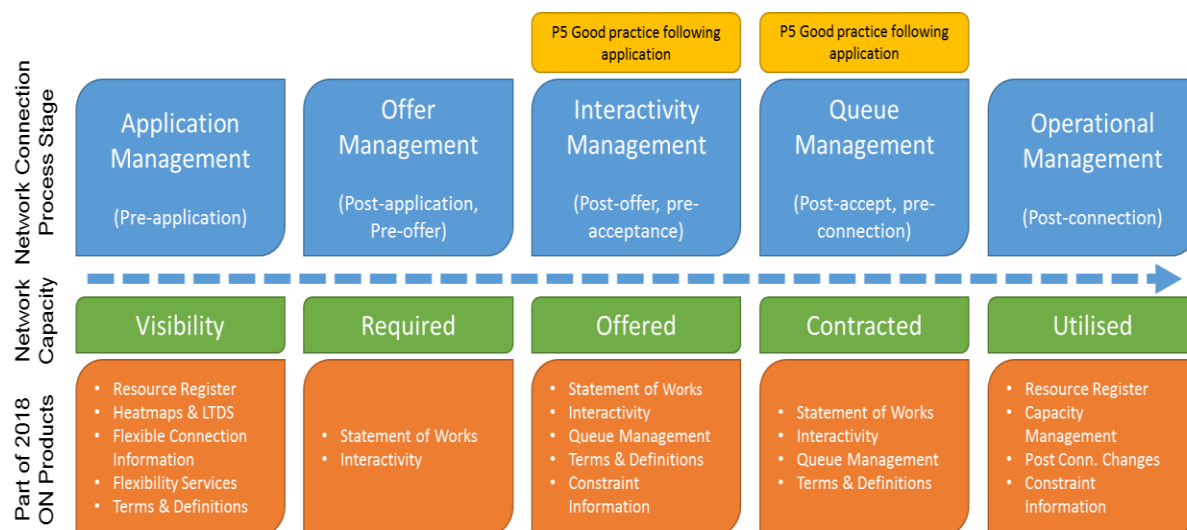 P5 Good practice following
application
P5 Good practice following
application
Network Connection
Process Stage
Application
Management
(Pre-application)
Offer
Management
(Post-application,
Pre-offer)
Interactivity
Management
(Post-offer, pre-
acceptance)
Queue
Management
(Post-accept, pre-
connection)
Operational
Management
(Post-connection)
Network
Capacity
Visibility
Required
Offered
Contracted
Utilised
Part of 2018
ON Products
• Resource Register
• Heatmaps & LTDS
• Flexible Connection
Information
• Flexibility Services
• Terms & Definitions
• Statement of Works
• Interactivity
• Statement of Works
• Interactivity
• Queue Management
• Terms & Definitions
• Constraint
Information
• Statement of Works
• Interactivity
• Queue Management
• Terms & Definitions
• Resource Register
• Capacity
Management
• Post Conn. Changes
• Constraint
Information